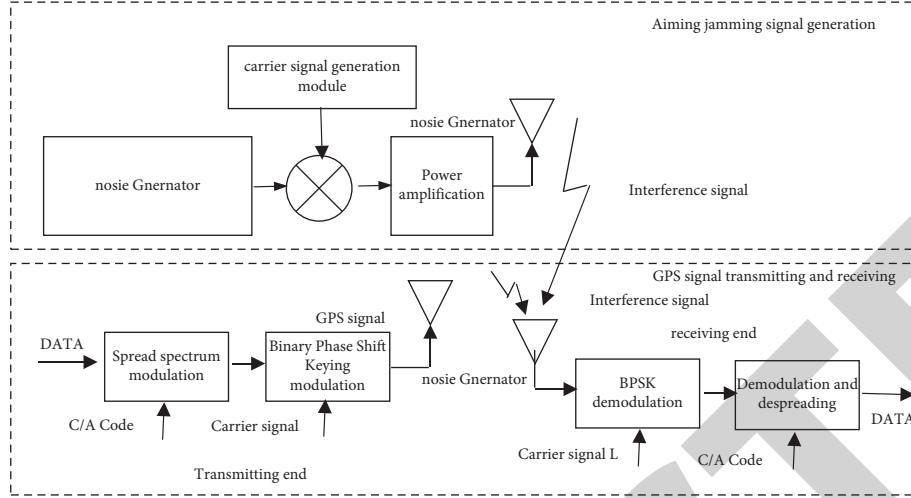 Aiming jamming signal generation
carrier signal generation
module
nosie Gnernator
nosie Gnernator
Power
amplification
Interference signal
GPS signal transmitting and receiving
Interference signal
GPS signal
receiving end
DATA
Spread spectrum
modulation
Binary Phase Shift
Keying
modulation
nosie Gnernator
BPSK
demodulation
Demodulation and
despreading
DATA
C/A Code
Carrier signal
Carrier signal L
C/A Code
Transmitting end